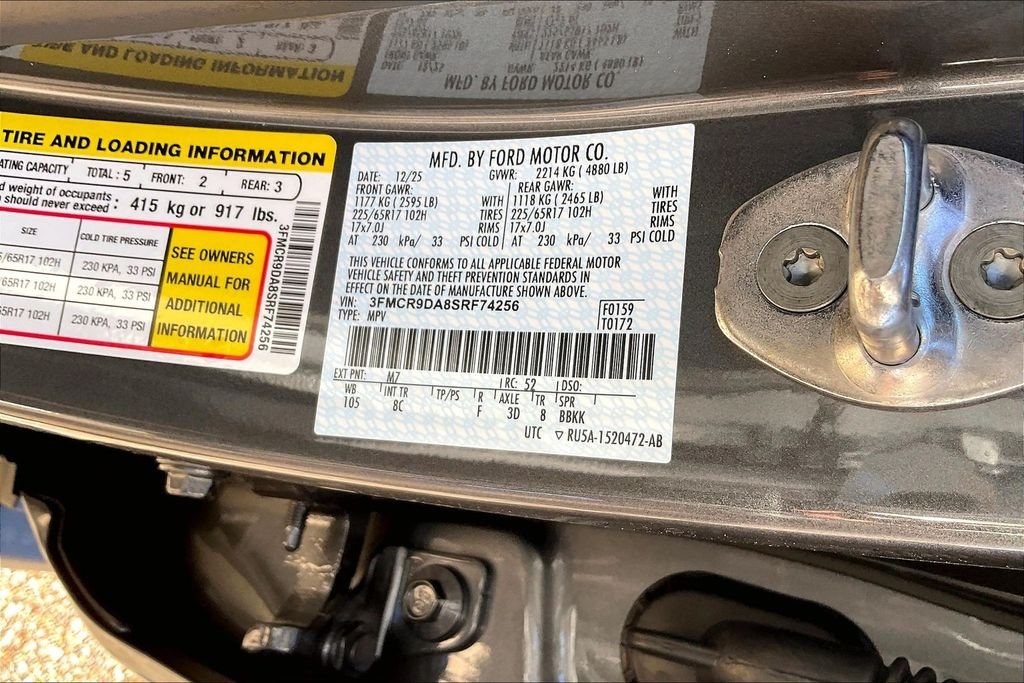 TIRE AND LOADING INFORMATION
ATING CAPACITY TOTAL: 5 FRONT: 2 REAR: 3
d weight of occupants
should never exceed: 415 kg or 917 lbs.
SIZE COLD TIRE PRESSURE
/65R17 102H 230 KPA, 33 PSI
/65R17 102H 230 KPA, 33 PSI
65R17 102H 230 KPA, 33 PSI
SEE OWNERS
MANUAL FOR
ADDITIONAL
INFORMATION
3FMCR9DA8SRF74256
MFD. BY FORD MOTOR CO.
DATE: 12/25 GVWR: 2214 KG ( 4880 LB)
FRONT GAWR: REAR GAWR:
1177 KG ( 2595 LB) WITH 1118 KG ( 2465 LB) WITH
225/65R17 102H TIRES 225/65R17 102H TIRES
17x7.0J RIMS 17x7.0J RIMS
AT 230 kPa/ 33 PSI COLD AT 230 kPa/ 33 PSI COLD
THIS VEHICLE CONFORMS TO ALL APPLICABLE FEDERAL MOTOR
VEHICLE SAFETY AND THEFT PREVENTION STANDARDS IN
EFFECT ON THE DATE OF MANUFACTURE SHOWN ABOVE.
VIN: 3FMCR9DA8SRF74256 F0159
TYPE: MPV T0172
EXT PNT: M7 RC: 52 DSO:
WB INT TR TP/PS R AXLE TR SPR
105 8C F 3D 8 BBKK
UTC ▽ RU5A-1520472-AB